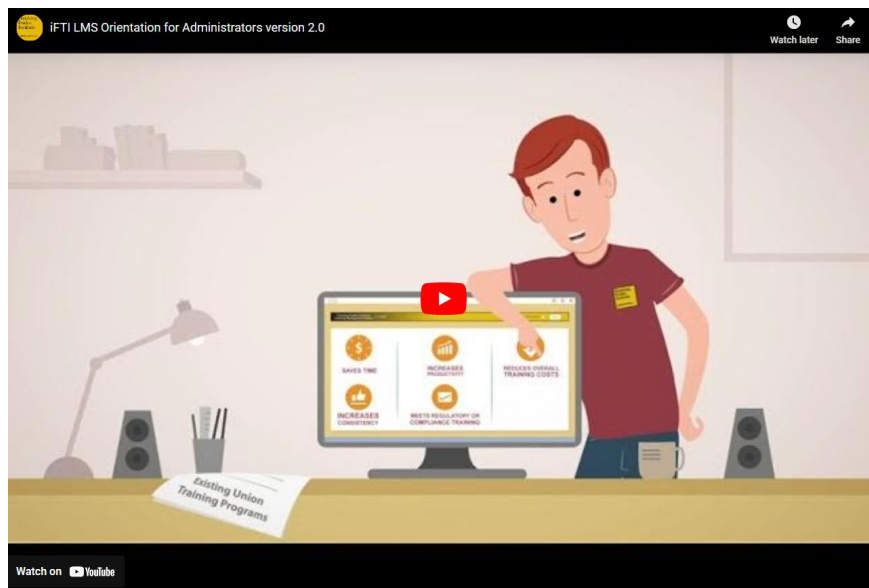 iFTI LMS Orientation for Administrators version 2.0
Watch later
Share
SAVES TIME
INCREASES
PRODUCTIVITY
REDUCES OVERALL
TRAINING COSTS
INCREASES
CONSISTENCY
MEETS REGULATORY OR
COMPLIANCE TRAINING
Existing Union
Training Programs
Watch on YouTube